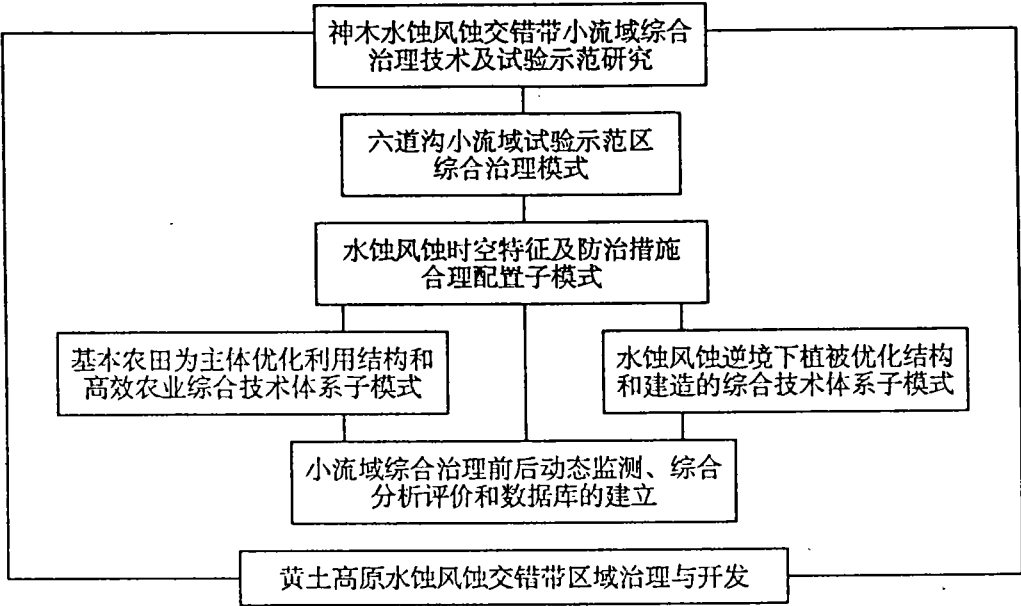 神木水蚀风蚀交错带小流域综合
治理技术及试验示范研究
六道沟小流域试验示范区
综合治理模式
水蚀风蚀时空特征及防治措施
合理配置子模式
基本农田为主体优化利用结构和
高效农业综合技术体系子模式
水蚀风蚀逆境下植被优化结构
和建造的综合技术体系子模式
小流域综合治理前后动态监测、综合
分析评价和数据库的建立
黄土高原水蚀风蚀交错带区域治理与开发